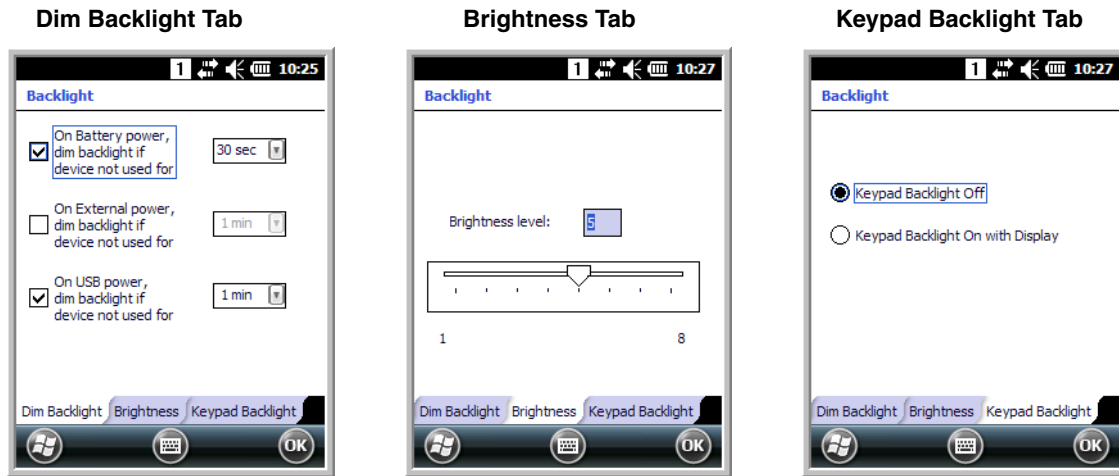 Dim Backlight Tab
1 10:25
Backlight
On Battery power,
dim backlight if
device not used for
30 sec
On External power,
dim backlight if
device not used for
1 min
On USB power,
dim backlight if
device not used for
1 min
Dim Backlight Brightness Keypad Backlight
OK
Brightness Tab
1 10:27
Backlight
Brightness level: 5
1 8
Dim Backlight Brightness Keypad Backlight
OK
Keypad Backlight Tab
1 10:27
Backlight
Keypad Backlight Off
Keypad Backlight On with Display
Dim Backlight Brightness Keypad Backlight
OK